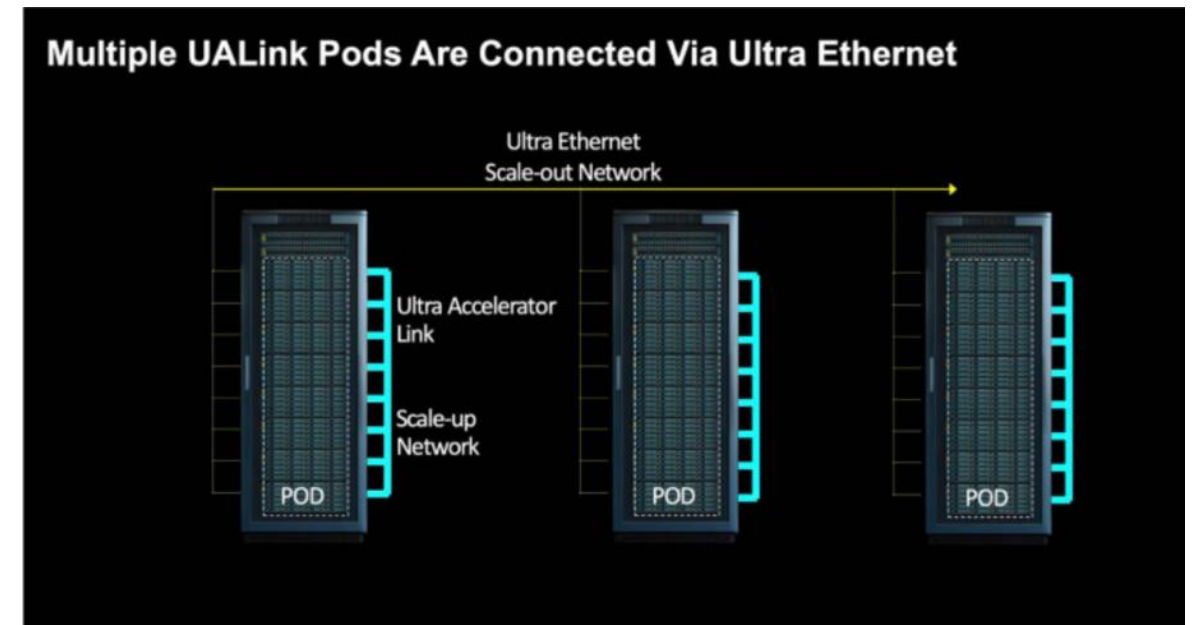 Multiple UALink Pods Are Connected Via Ultra Ethernet
Ultra Ethernet
Scale-out Network
Ultra Accelerator
Link
Scale-up
Network
POD
POD
POD